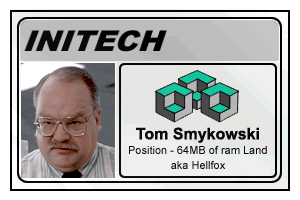 INITECH
Tom Smykowski
Position - 64MB of ram Land
aka Hellfox